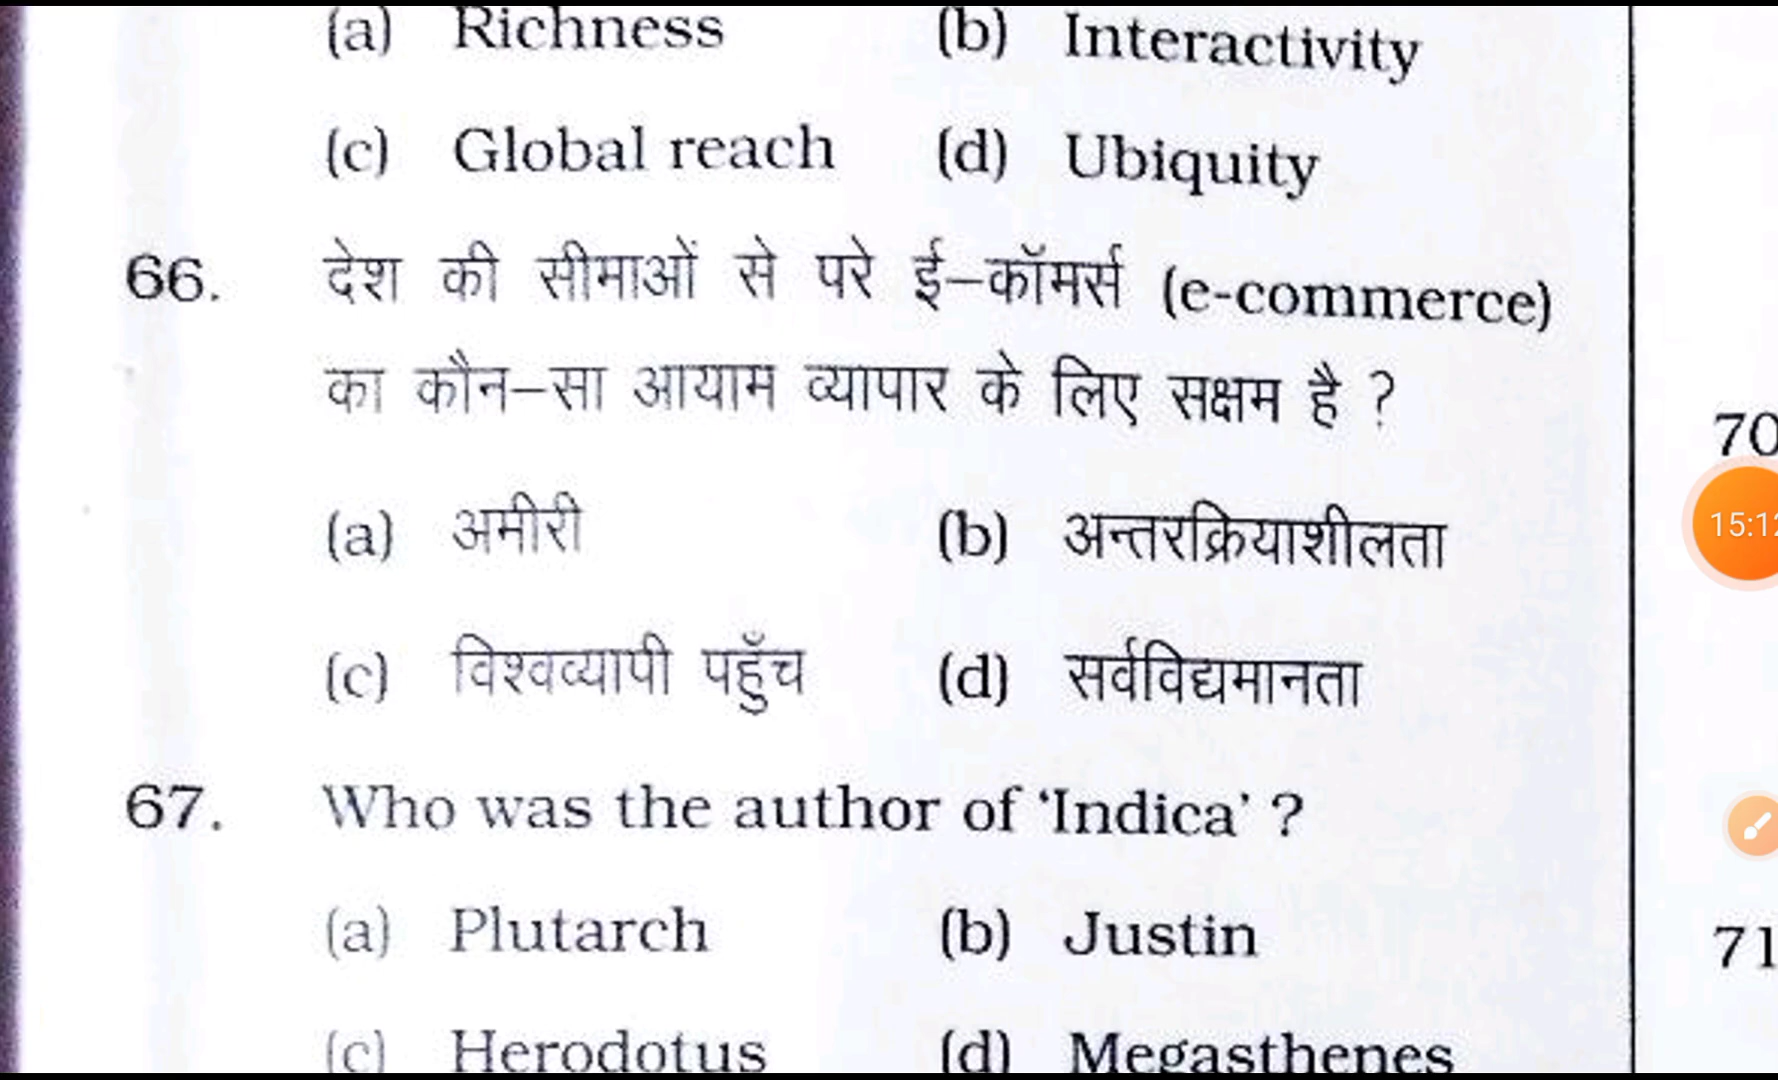 (a) Richness (b) Interactivity
(c) Global reach (d) Ubiquity
66. देश की सीमाओं से परे ई–कॉमर्स (e-commerce)
का कौन–सा आयाम व्यापार के लिए सक्षम है ?
(a) अमीरी (b) अन्तरक्रियाशीलता
(c) विश्वव्यापी पहुँच (d) सर्वविद्यमानता
67. Who was the author of ‘Indica’ ?
(a) Plutarch (b) Justin
(c) Herodotus (d) Megasthenes
70
15:12
71